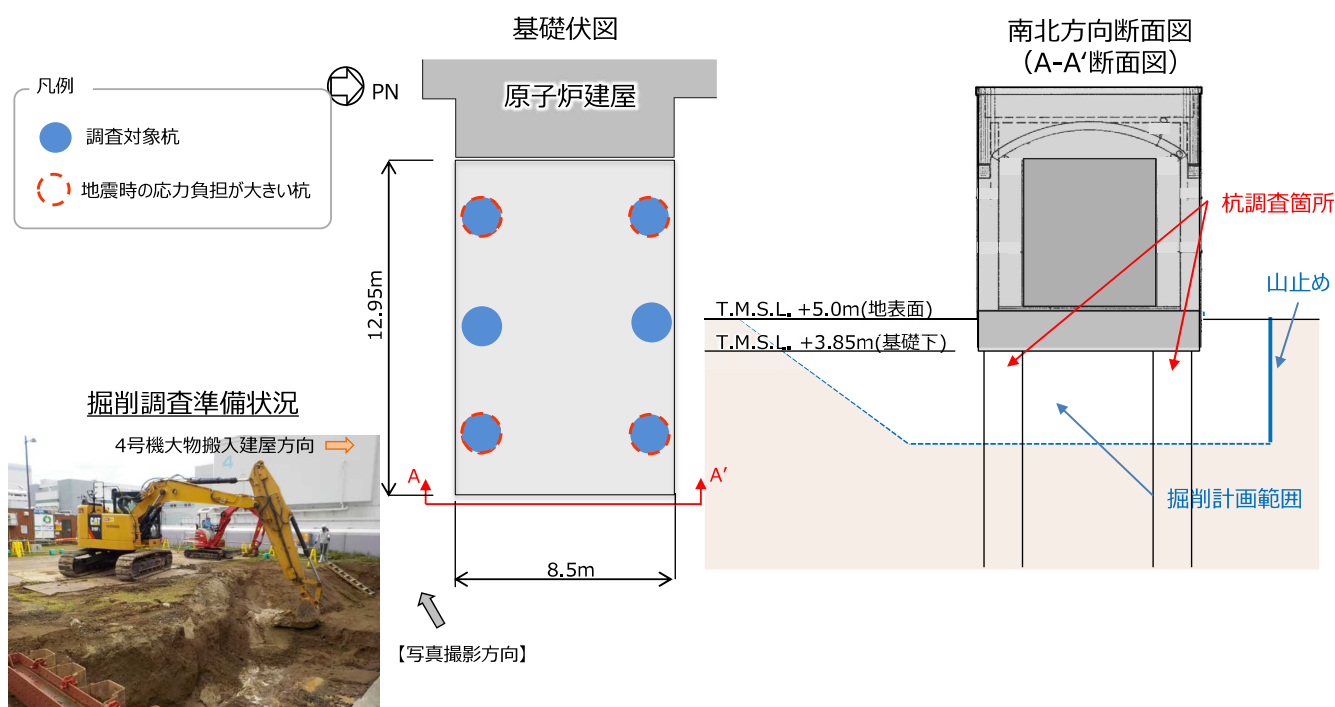 基礎伏図
南北方向断面図
(A-A‘断面図)
凡例
調査対象杭
地震時の応力負担が大きい杭
PN
原子炉建屋
12.95m
8.5m
A
A'
【写真撮影方向】
杭調査箇所
山止め
T.M.S.L. +5.0m(地表面)
T.M.S.L. +3.85m(基礎下)
掘削計画範囲
掘削調査準備状況
4号機大物搬入建屋方向
4
CAT